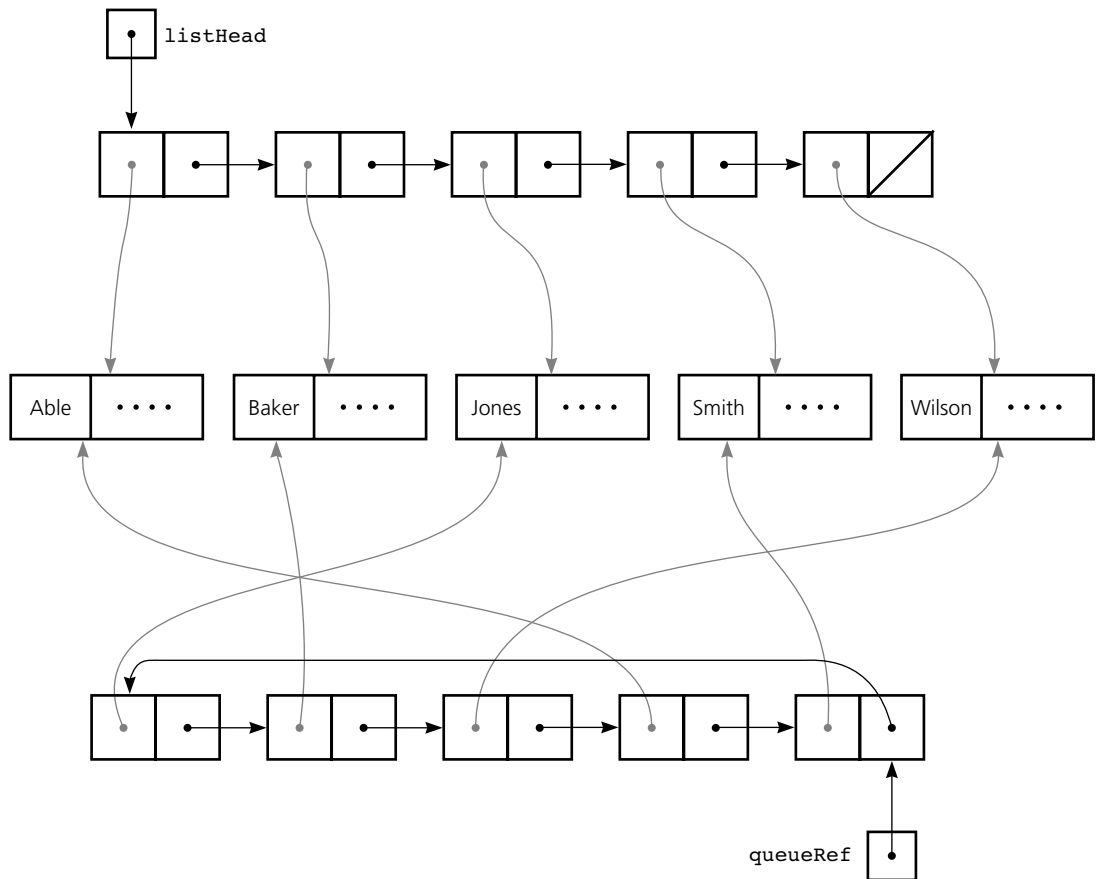 listHead
Able • • • •
Baker • • • •
Jones • • • •
Smith • • • •
Wilson • • • •
queueRef